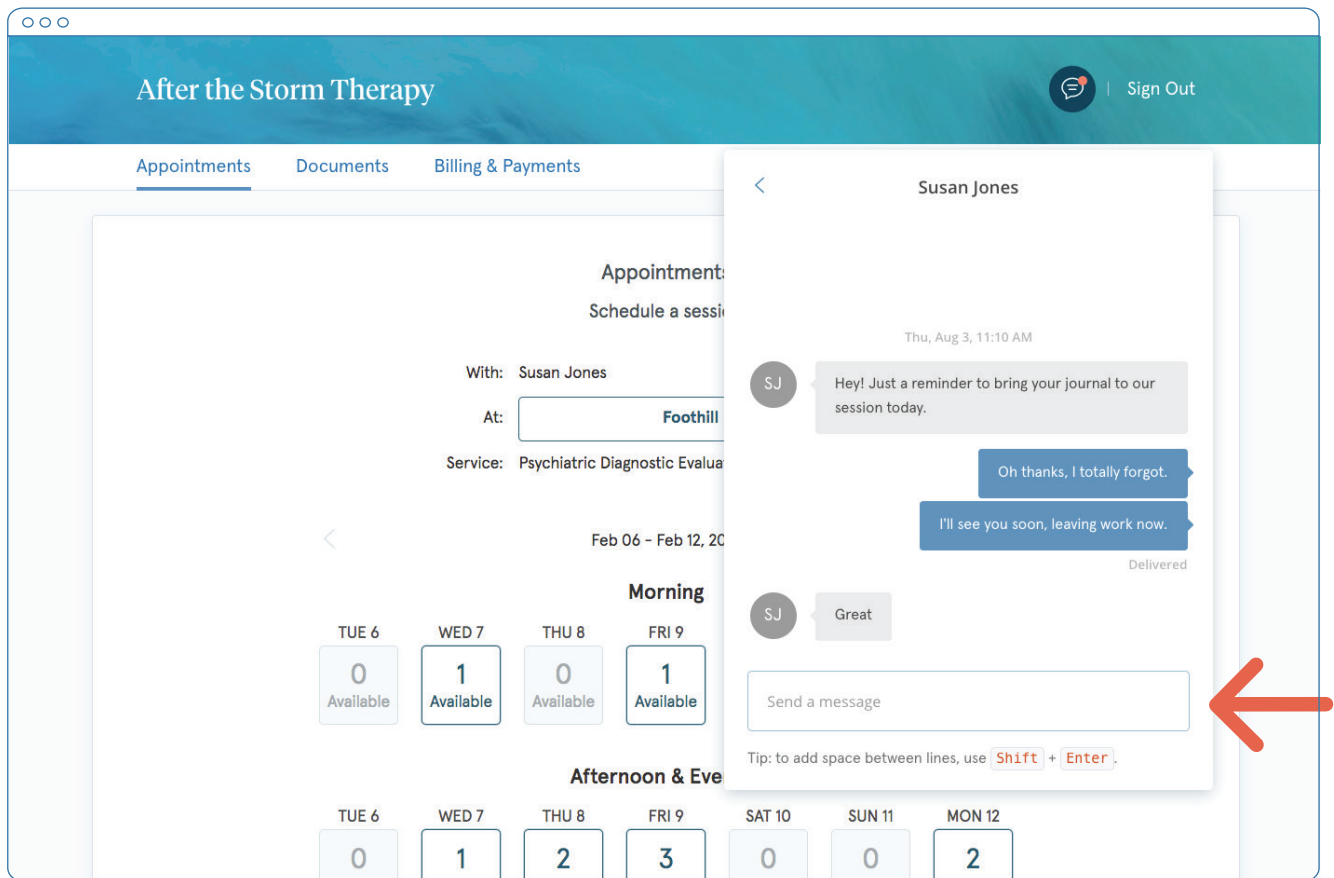 After the Storm Therapy
Sign Out
Appointments Documents Billing & Payments
Appointments
Schedule a
With: Susan Jones
At: Foothill
Service: Psychiatric Diagnostic
Feb 06 - Feb 12,
Morning
TUE 6 WED 7 THU 8 FRI 9
0 1 0 1
Available Available Available Available
Afternoon &
TUE 6 WED 7 THU 8 FRI 9 SAT 10 SUN 11 MON 12
0 1 2 3 0 0 2
Susan Jones
Thu, Aug 3, 11:10 AM
SJ
Hey! Just a reminder to bring your journal to our
session today.
Oh thanks, I totally forgot.
I'll see you soon, leaving work now.
Delivered
SJ
Great
Send a message
Tip: to add space between lines, use Shift + Enter.